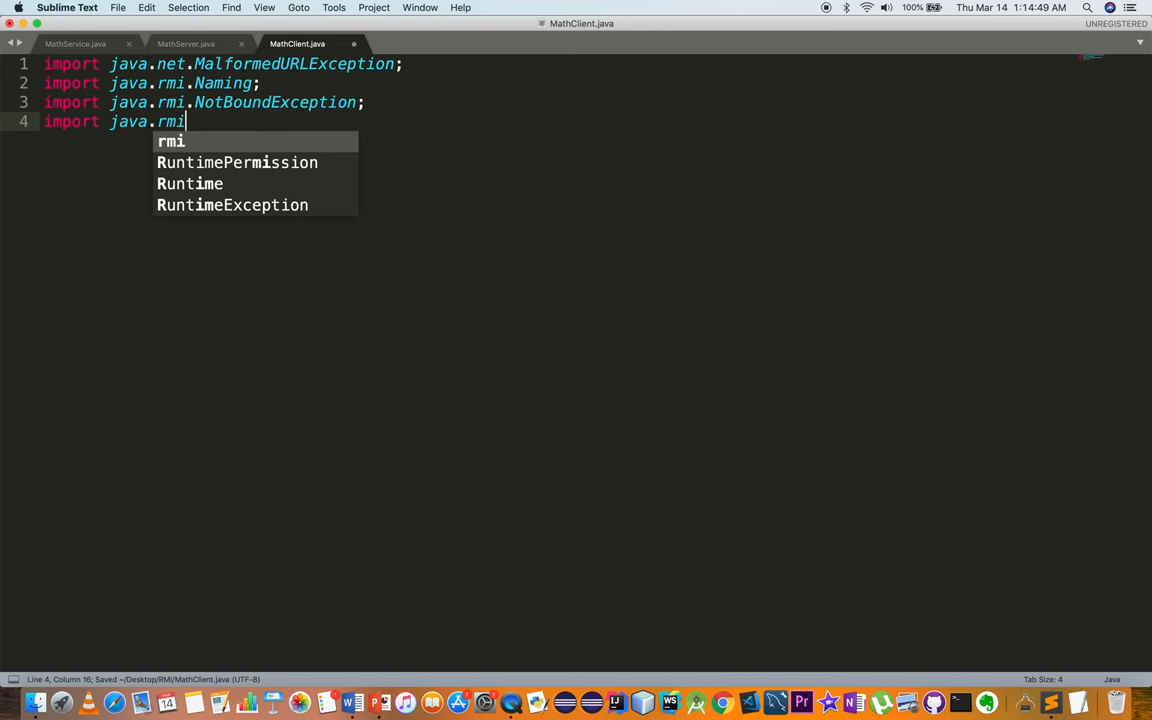 Sublime Text File Edit Selection Find View Goto Tools Project Window Help 100% Thu Mar 14 1:14:49 AM
MathClient.java UNREGISTERED
MathService.java MathServer.java MathClient.java
1 import java.net.MalformedURLException;
2 import java.rmi.Naming;
3 import java.rmi.NotBoundException;
4 import java.rmi
rmi
RuntimePermission
Runtime
RuntimeException
Line 4, Column 16; Saved ~/Desktop/RMI/MathClient.java (UTF-8) Tab Size: 4 Java